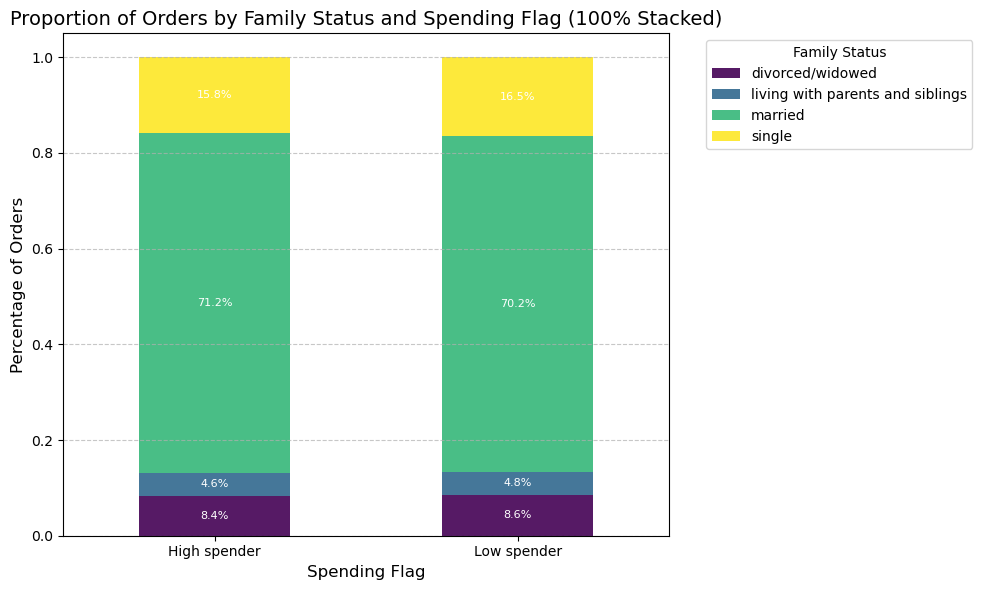 Proportion of Orders by Family Status and Spending Flag (100% Stacked)
Percentage of Orders
1.0
0.8
0.6
0.4
0.2
0.0
15.8%
16.5%
71.2%
70.2%
4.6%
4.8%
8.4%
8.6%
High spender
Low spender
Spending Flag
Family Status
divorced/widowed
living with parents and siblings
married
single